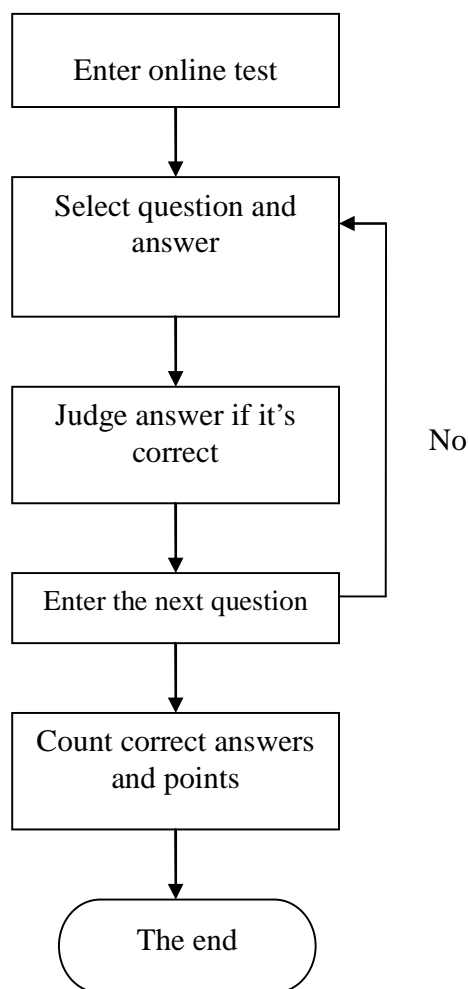 Enter online test
Select question and
answer
Judge answer if it’s
correct
No
Enter the next question
Count correct answers
and points
The end